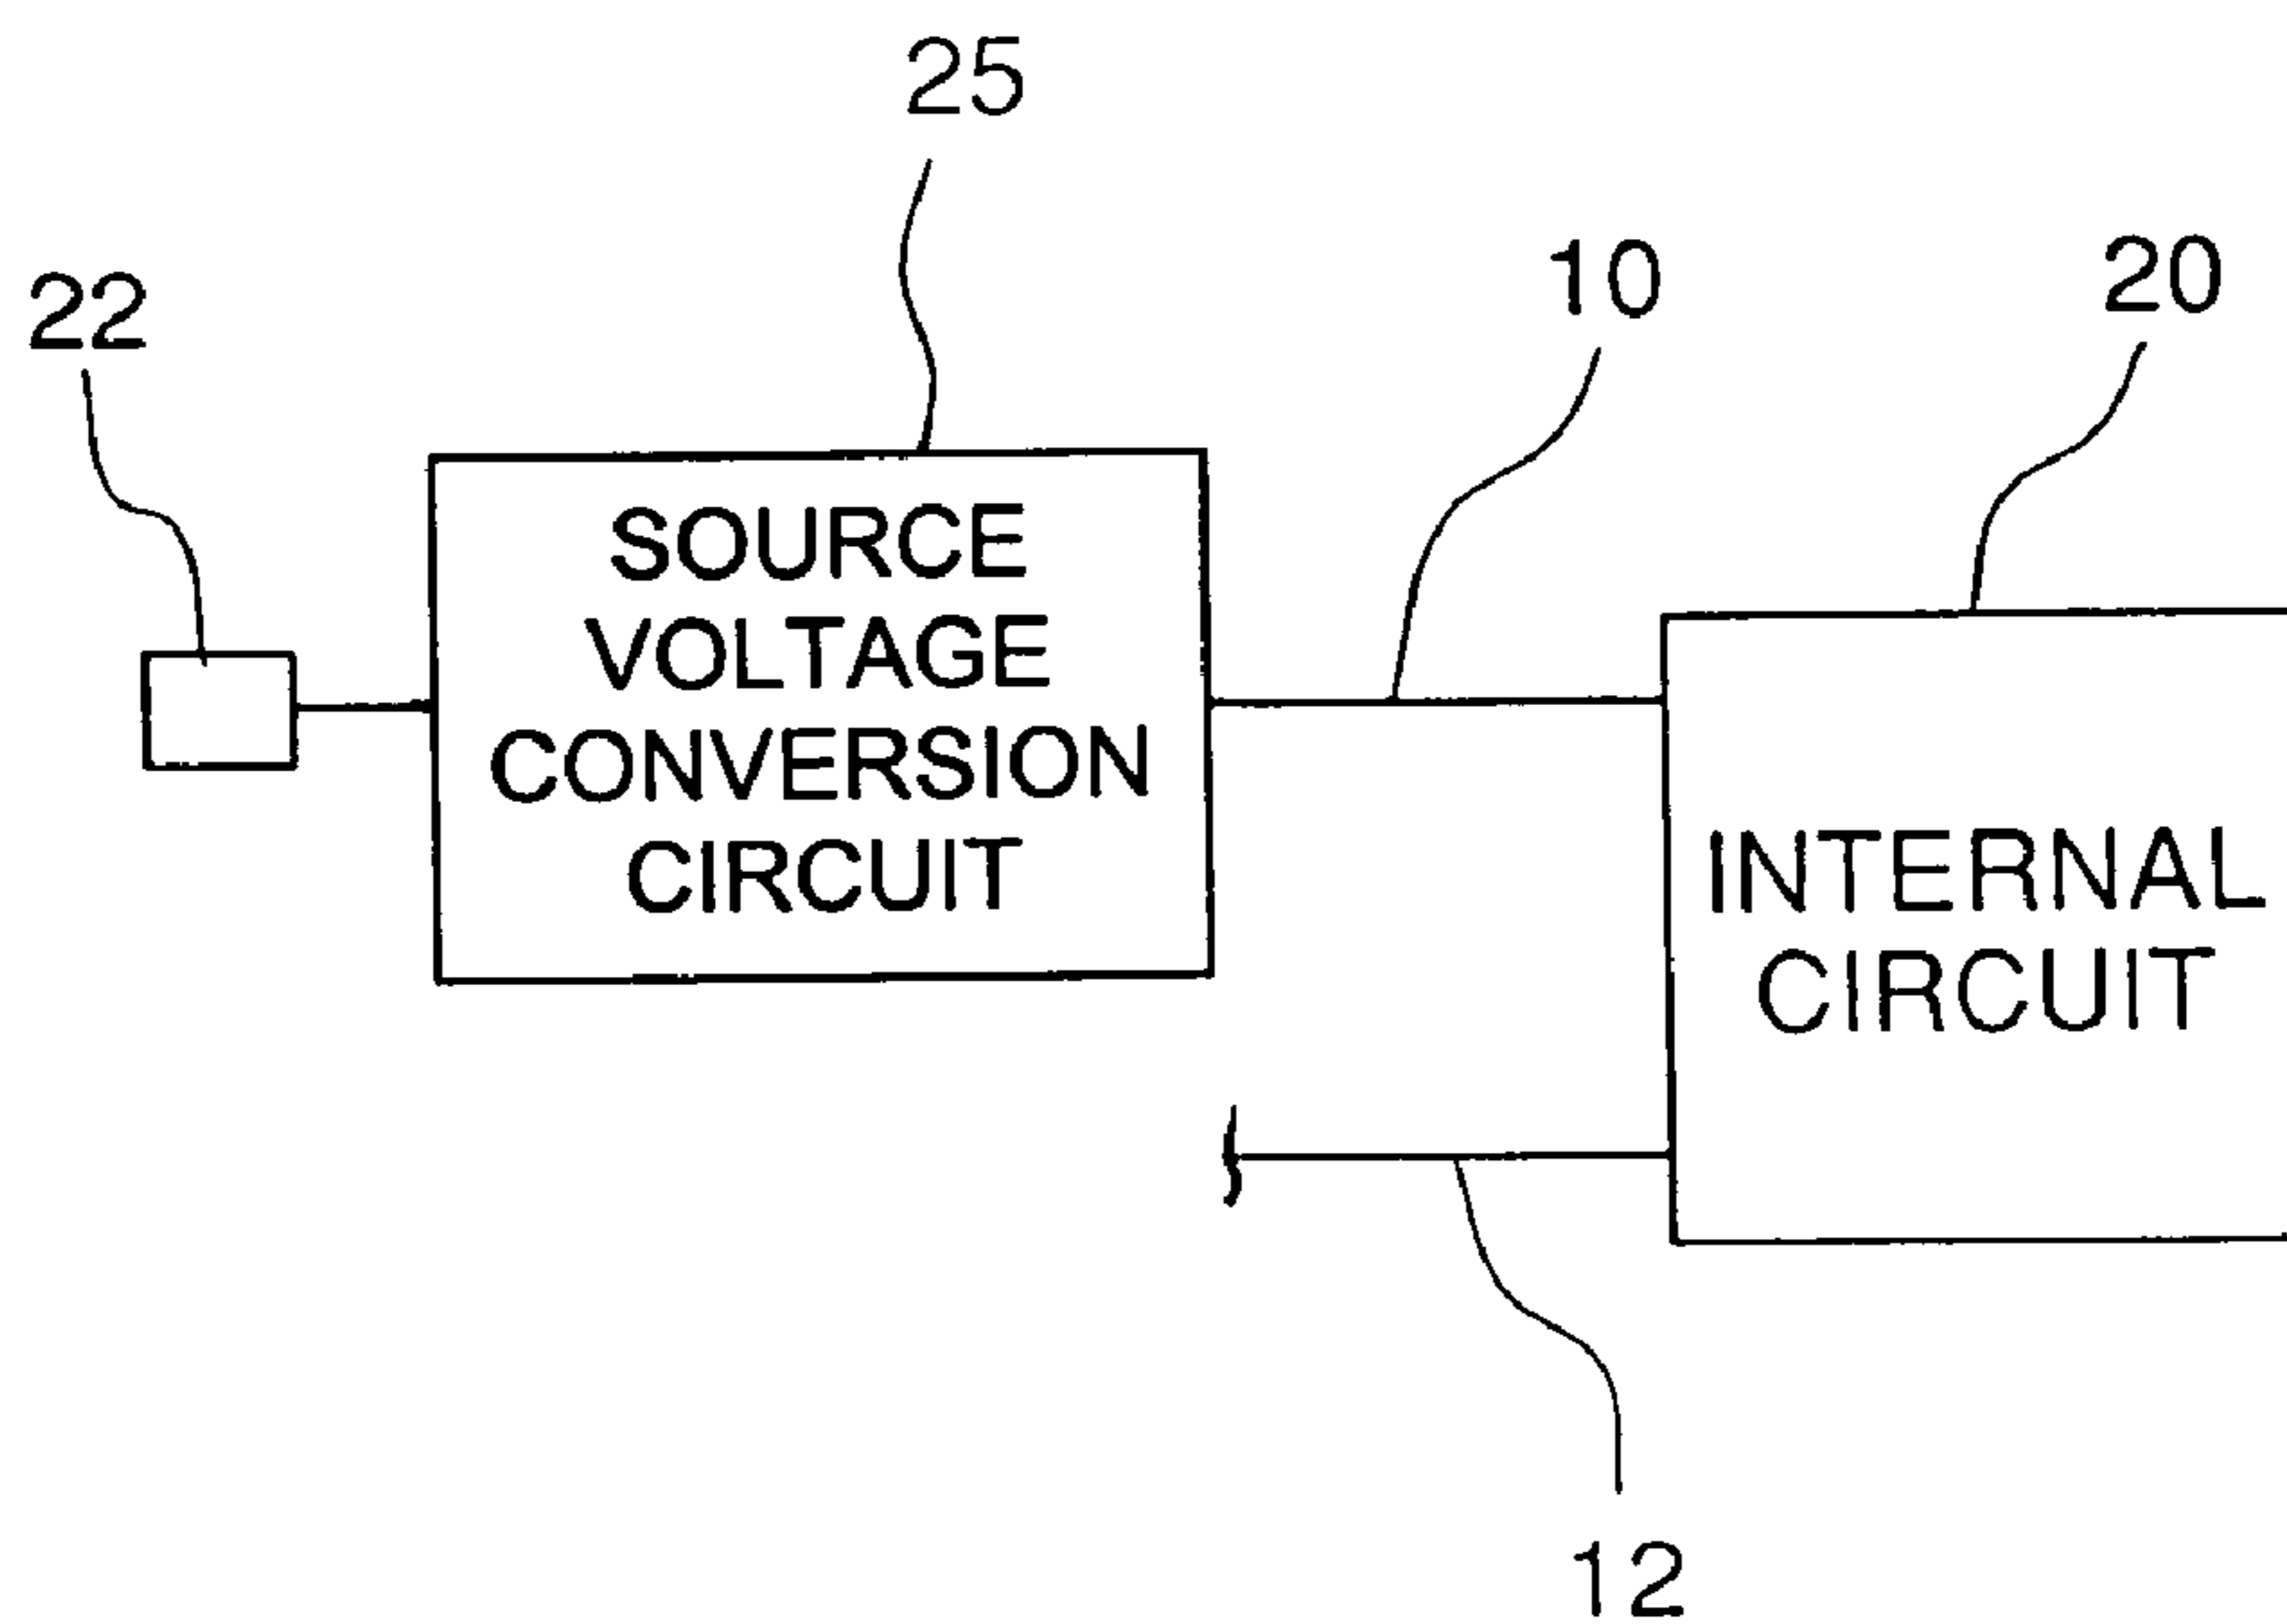 25
22
10
20
SOURCE
VOLTAGE
CONVERSION
CIRCUIT
INTERNAL
CIRCUIT
12